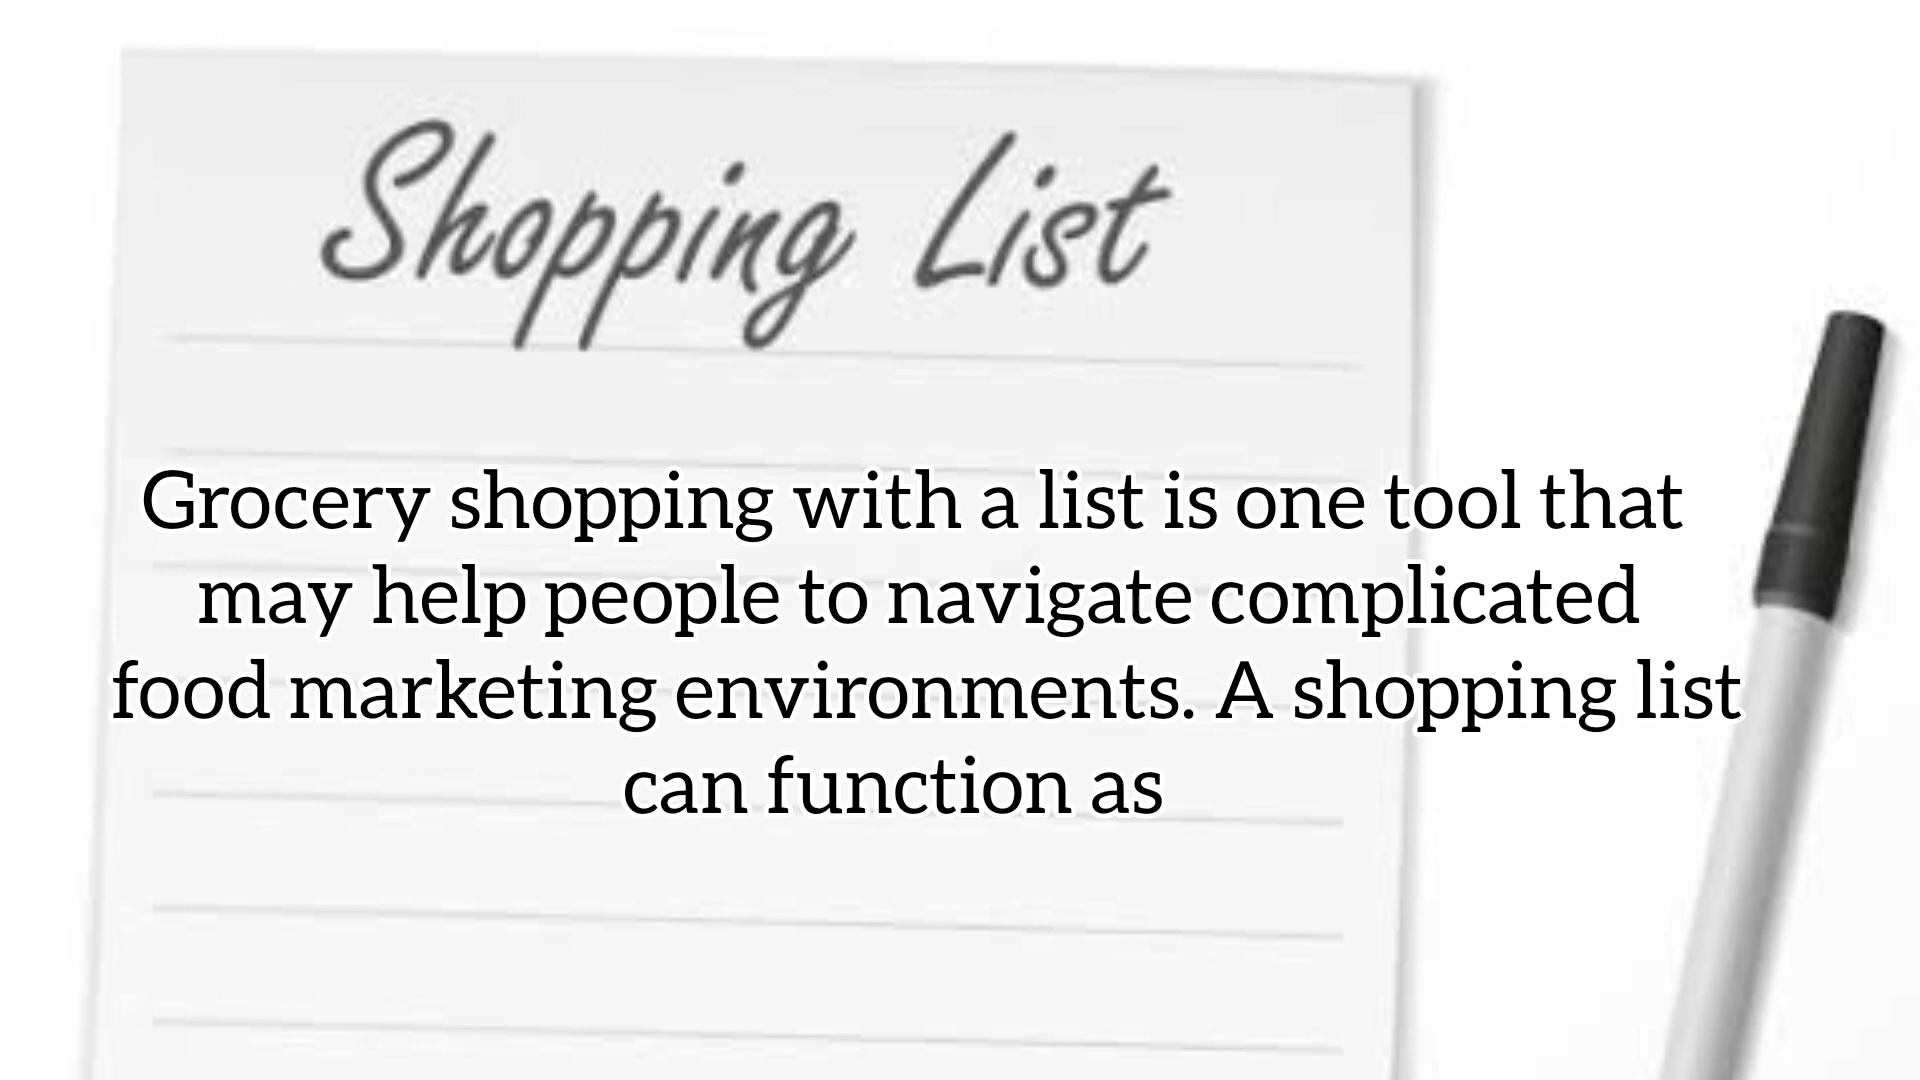 Shopping List
Grocery shopping with a list is one tool that
may help people to navigate complicated
food marketing environments. A shopping list
can function as